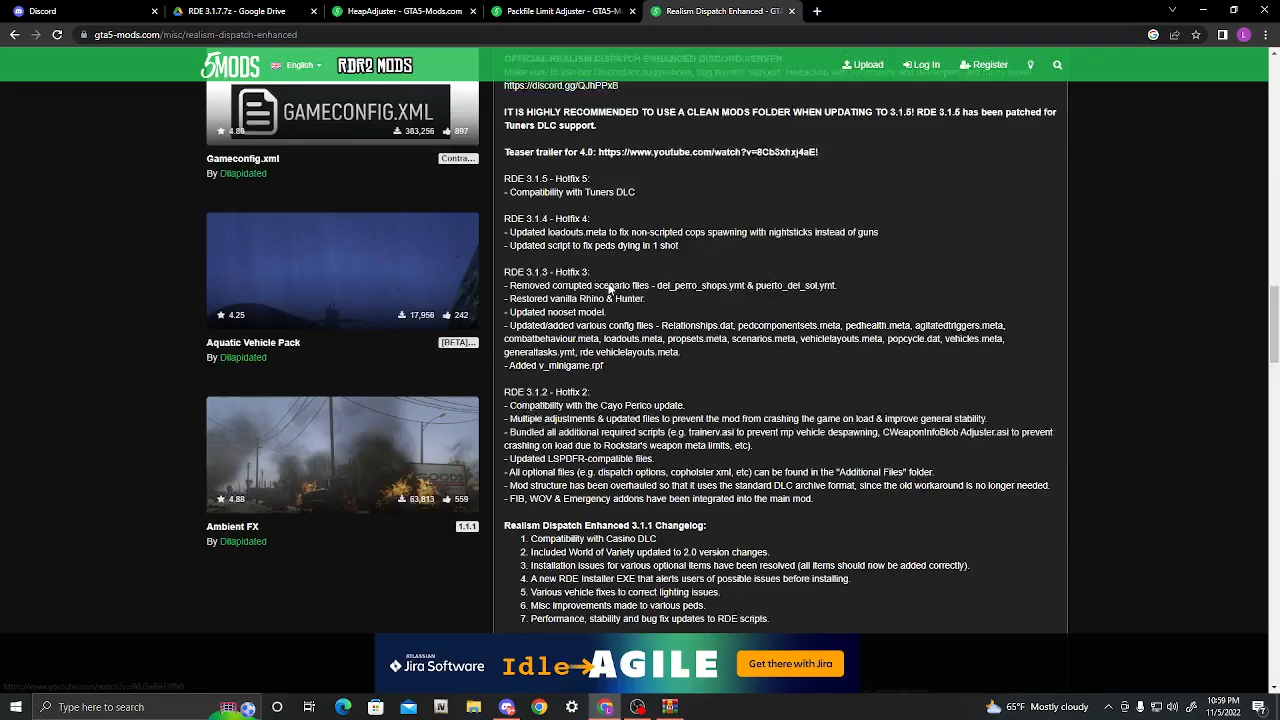 Discord
RDE 3.1.7.7z - Google Drive
HeapAdjuster - GTA5-Mods.com
Packfile Limit Adjuster - GTA5-M
Realism Dispatch Enhanced - GTA5
gta5-mods.com/misc/realism-dispatch-enhanced
5MODS
English
RDR2 MODS
Upload
Log In
Register
OFFICIAL REALISM DISPATCH ENHANCED DISCORD SERVER
Make sure to join our Discord for suggestions, bug reports, support, interaction with community and developers and many more!
https://discord.gg/QJhPPxB
IT IS HIGHLY RECOMMENDED TO USE A CLEAN MODS FOLDER WHEN UPDATING TO 3.1.5! RDE 3.1.5 has been patched for
Tuners DLC support.
Teaser trailer for 4.0: https://www.youtube.com/watch?v=8Cb3xhxj4aE!
RDE 3.1.5 - Hotfix 5:
- Compability with Tuners DLC
RDE 3.1.4 - Hotfix 4:
- Updated loadouts.meta to fix non-scripted cops spawning with nightsticks instead of guns
- Updated script to fix peds dying in 1 shot
RDE 3.1.3 - Hotfix 3:
- Removed corrupted scenario files - del_perro_shops.ymt & puerto_del_sol.ymt.
- Restored vanilla Rhino & Hunter.
- Updated nooset model.
- Updated/added various config files - Relationships.dat, pedcomponentsets.meta, pedhealth.meta, agitatedtriggers.meta,
combatbehaviour.meta, loadouts.meta, propsets.meta, scenarios.meta, vehiclelayouts.meta, popcycle.dat, vehicles.meta,
generaltasks.ymt, rde vehiclelayouts.meta.
- Added v_minigame.rpf
RDE 3.1.2 - Hotfix 2:
- Compatibility with the Cayo Perico update.
- Multiple adjustments & updated files to prevent the mod from crashing the game on load & improve general stability.
- Bundled all additional required scripts (e.g. trainerv.asi to prevent mp vehicle despawning, CWeaponInfoBlob Adjuster.asi to prevent
crashing on load due to Rockstar's weapon meta limits, etc).
- Updated LSPDFR-compatible files.
- All optional files (e.g. dispatch options, copholster xml, etc) can be found in the "Additional Files" folder.
- Mod structure has been overhauled so that it uses the standard DLC archive format, since the old workaround is no longer needed.
- FIB, WOV & Emergency addons have been integrated into the main mod.
Realism Dispatch Enhanced 3.1.1 Changelog:
1. Compatibility with Casino DLC
2. Included World of Variety updated to 2.0 version changes.
3. Installation issues for various optional items have been resolved (all items should now be added correctly).
4. A new RDE Installer EXE that alerts users of possible issues before installing.
5. Various vehicle fixes to correct lighting issues.
6. Misc improvements made to various peds.
7. Performance, stability and bug fix updates to RDE scripts.
GAMECONFIG.XML
4.88
383,256
897
Gameconfig.xml
Contra...
By Dilapidated
4.25
17,956
242
Aquatic Vehicle Pack
[BETA]...
By Dilapidated
4.88
63,813
559
Ambient FX
1.1.1
By Dilapidated
ATLASSIAN
Jira Software
Idle
AGILE
Get there with Jira
Type here to search
65°F Mostly cloudy
10:59 PM
11/5/2022